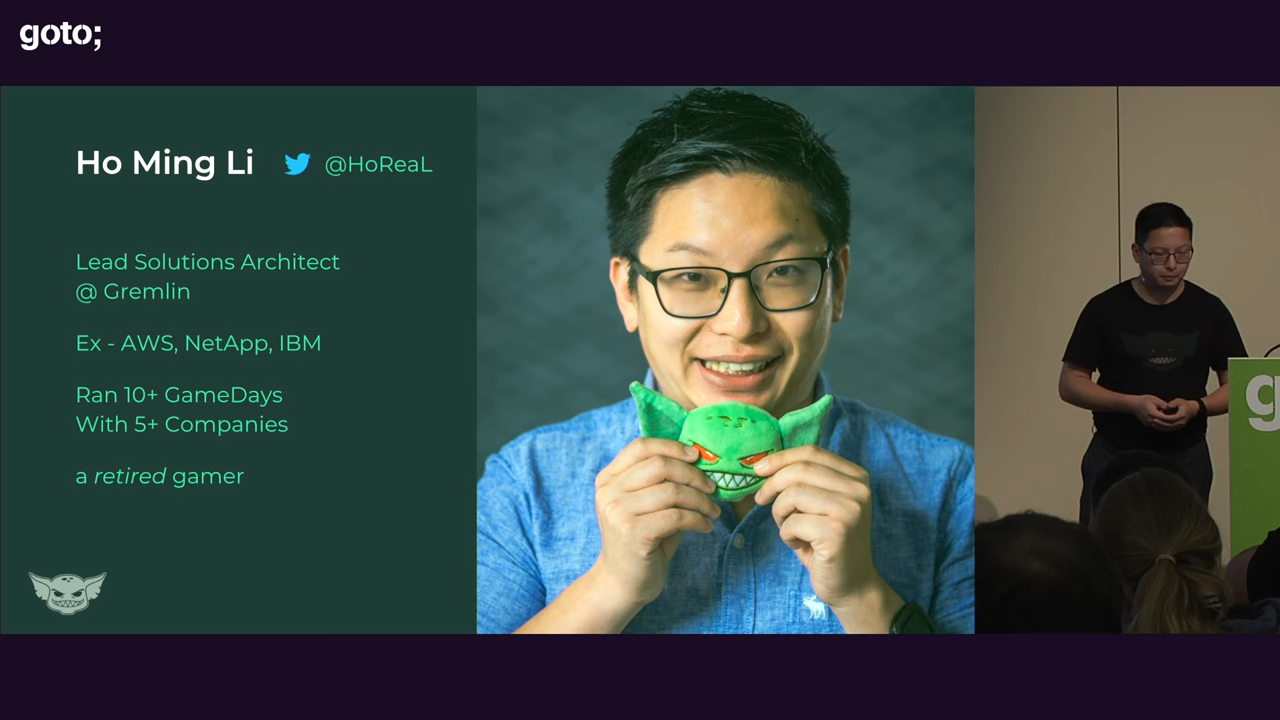 goto;
Ho Ming Li @HoReaL
Lead Solutions Architect
@ Gremlin
Ex - AWS, NetApp, IBM
Ran 10+ GameDays
With 5+ Companies
a retired gamer